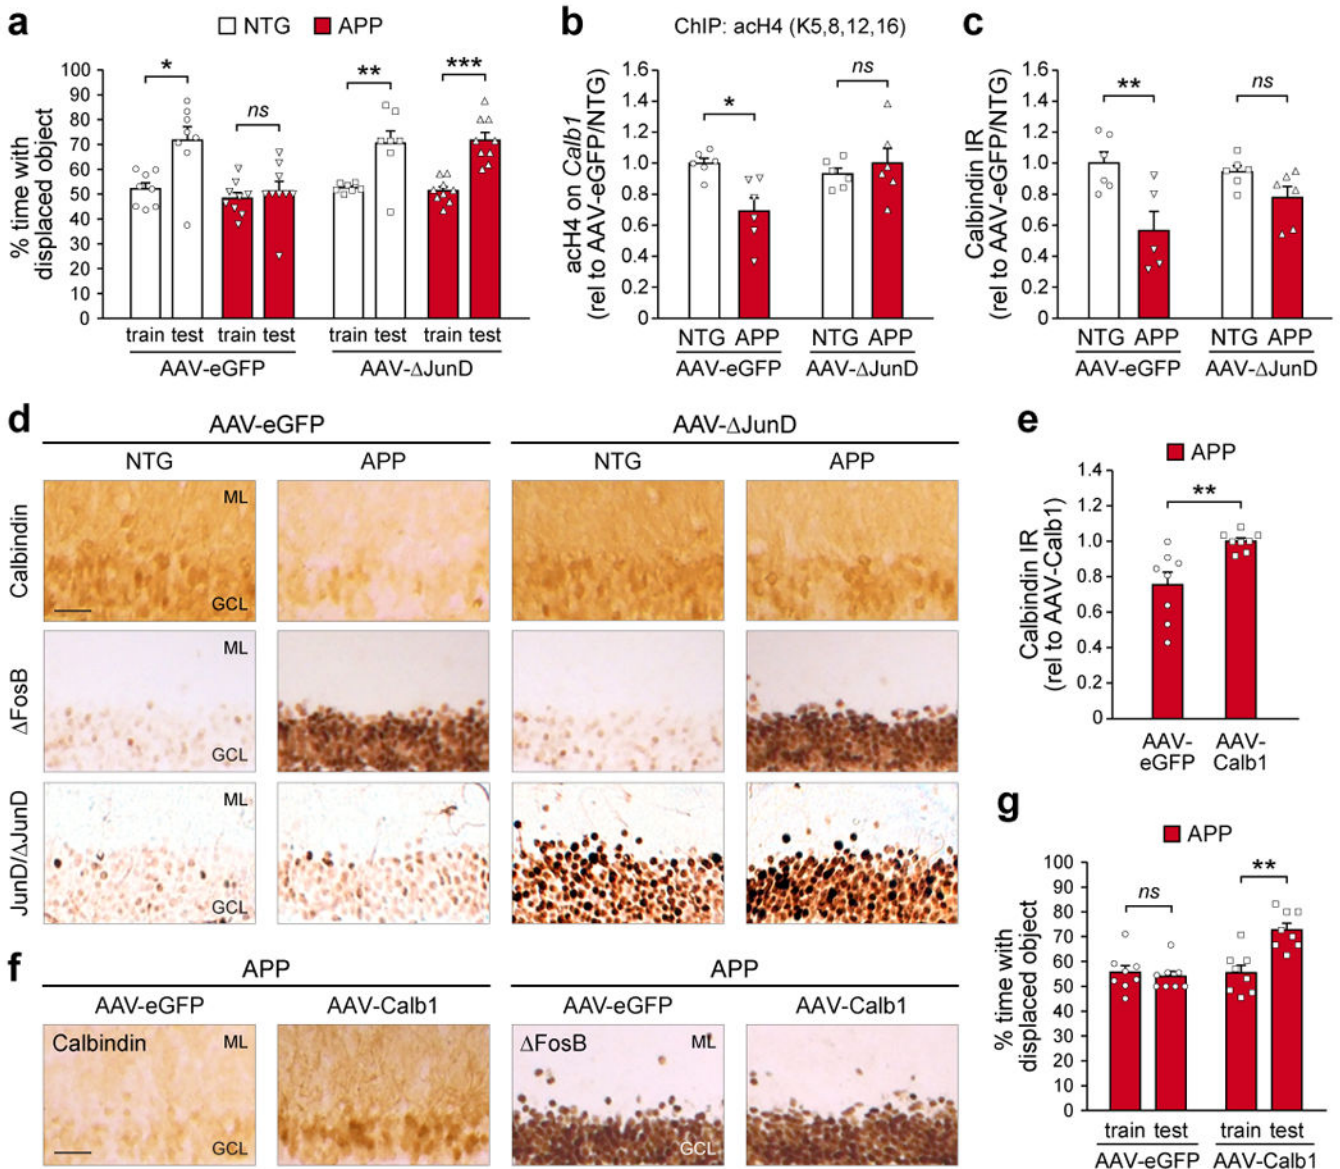 a
NTG APP
% time with
displaced object
100
90
80
70
60
50
40
30
20
10
0
* ns ** ***
train test train test train test train test
AAV-eGFP AAV-ΔJunD
b
ChIP: acH4 (K5,8,12,16)
acH4 on Calb1
(rel to AAV-eGFP/NTG)
1.6
1.4
1.2
1.0
0.8
0.6
0.4
0.2
0
* ns
NTG APP NTG APP
AAV-eGFP AAV-ΔJunD
c
Calbindin IR
(rel to AAV-eGFP/NTG)
1.6
1.4
1.2
1.0
0.8
0.6
0.4
0.2
0
** ns
NTG APP NTG APP
AAV-eGFP AAV-ΔJunD
d
AAV-eGFP AAV-ΔJunD
NTG APP NTG APP
Calbindin
ML
GCL
ΔFosB
ML
GCL
JunD/ΔJunD
ML
GCL
e
APP
Calbindin IR
(rel to AAV-Calb1)
1.4
1.2
1.0
0.8
0.6
0.4
0.2
0
**
AAV-
eGFP
AAV-
Calb1
f
APP APP
AAV-eGFP AAV-Calb1 AAV-eGFP AAV-Calb1
Calbindin ML ΔFosB ML
GCL GCL
g
APP
% time with
displaced object
100
90
80
70
60
50
40
30
20
10
0
ns **
train test train test
AAV-eGFP AAV-Calb1